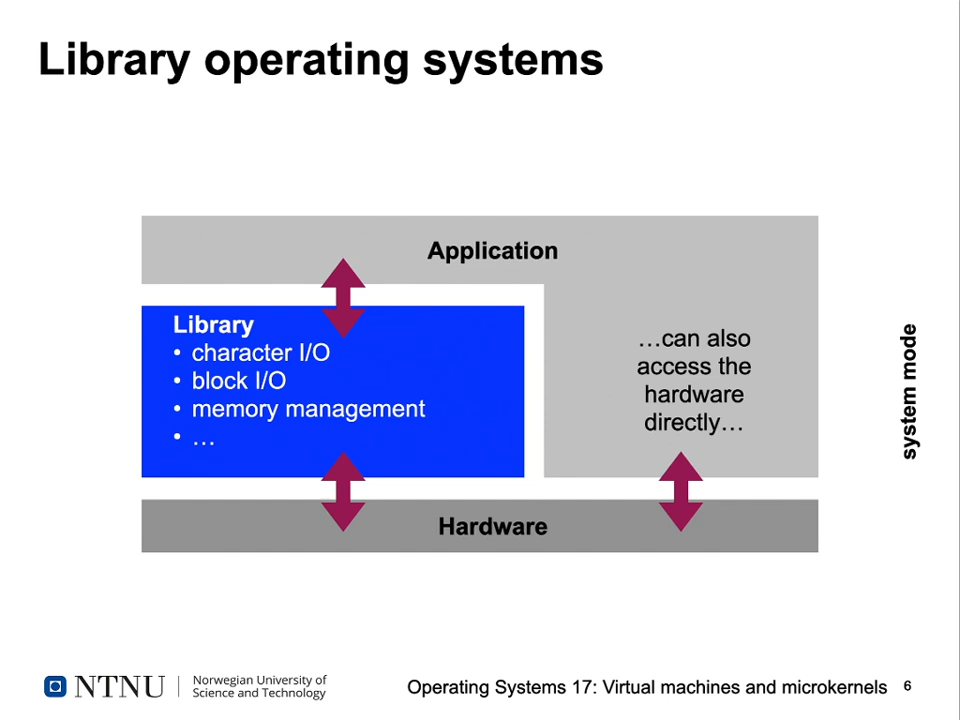 Library operating systems
Application
Library
• character I/O
• block I/O
• memory management
• …
…can also
access the
hardware
directly…
system mode
Hardware
NTNU
Norwegian University of
Science and Technology
Operating Systems 17: Virtual machines and microkernels
6